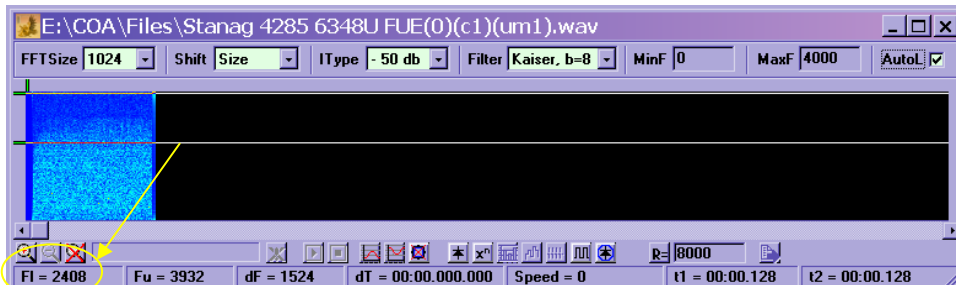 E:\COA\Files\Stanag 4285 6348U FUE(0)(c1)(um1).wav
FFTSize 1024 Shift Size IType - 50 db Filter Kaiser, b=8 MinF 0 MaxF 4000 AutoL
x^n R= 8000
Fl = 2408 Fu = 3932 dF = 1524 dT = 00:00.000.000 Speed = 0 t1 = 00:00.128 t2 = 00:00.128